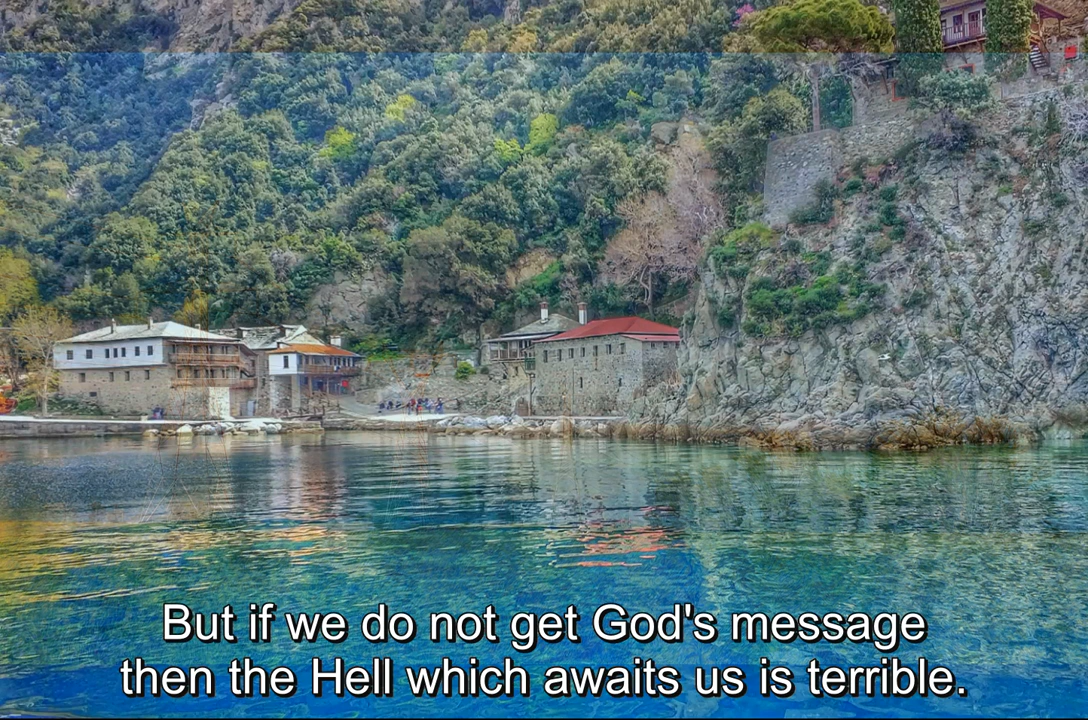 But if we do not get God's message
then the Hell which awaits us is terrible.